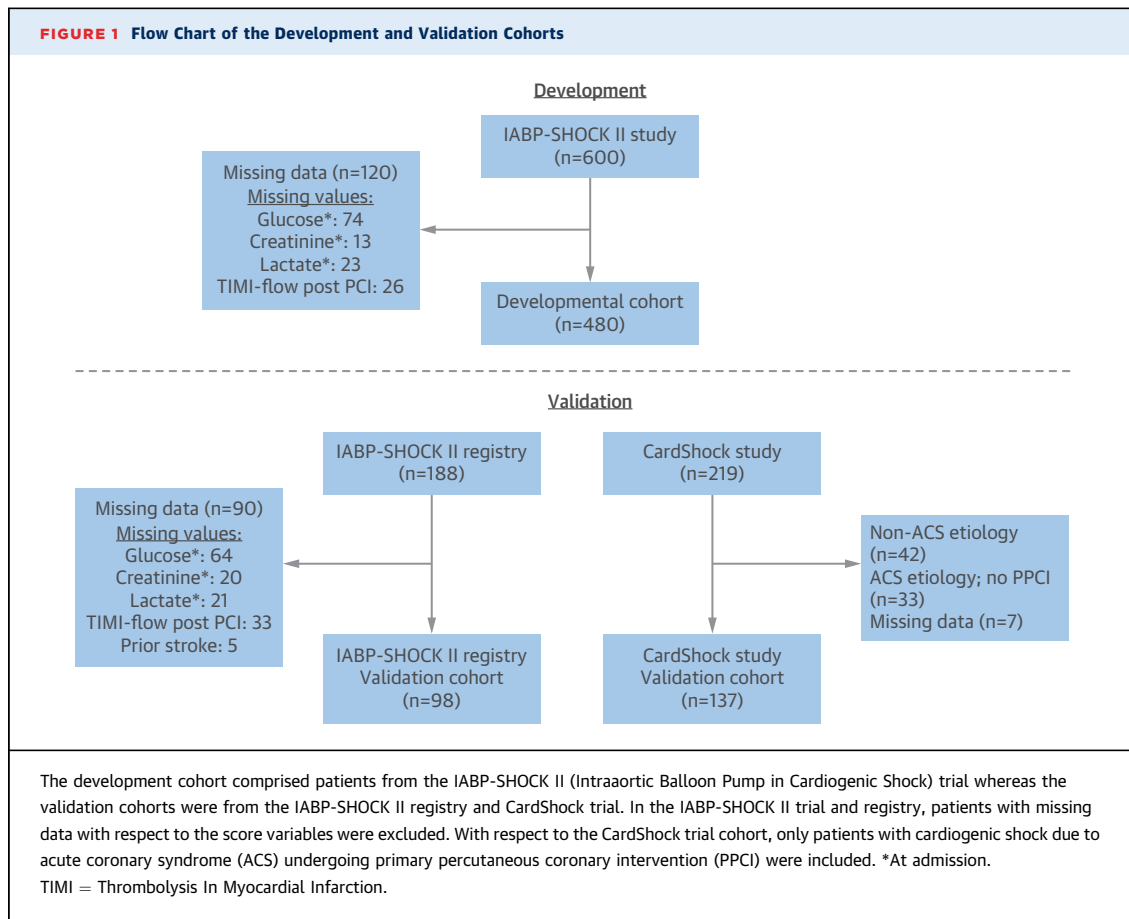 FIGURE 1 Flow Chart of the Development and Validation Cohorts
Development
IABP-SHOCK II study
(n=600)
Missing data (n=120)
Missing values:
Glucose*: 74
Creatinine*: 13
Lactate*: 23
TIMI-flow post PCI: 26
Developmental cohort
(n=480)
Validation
IABP-SHOCK II registry
(n=188)
CardShock study
(n=219)
Missing data (n=90)
Missing values:
Glucose*: 64
Creatinine*: 20
Lactate*: 21
TIMI-flow post PCI: 33
Prior stroke: 5
Non-ACS etiology
(n=42)
ACS etiology; no PPCI
(n=33)
Missing data (n=7)
IABP-SHOCK II registry
Validation cohort
(n=98)
CardShock study
Validation cohort
(n=137)
The development cohort comprised patients from the IABP-SHOCK II (Intraaortic Balloon Pump in Cardiogenic Shock) trial whereas the
validation cohorts were from the IABP-SHOCK II registry and CardShock trial. In the IABP-SHOCK II trial and registry, patients with missing
data with respect to the score variables were excluded. With respect to the CardShock trial cohort, only patients with cardiogenic shock due to
acute coronary syndrome (ACS) undergoing primary percutaneous coronary intervention (PPCI) were included. *At admission.
TIMI = Thrombolysis In Myocardial Infarction.